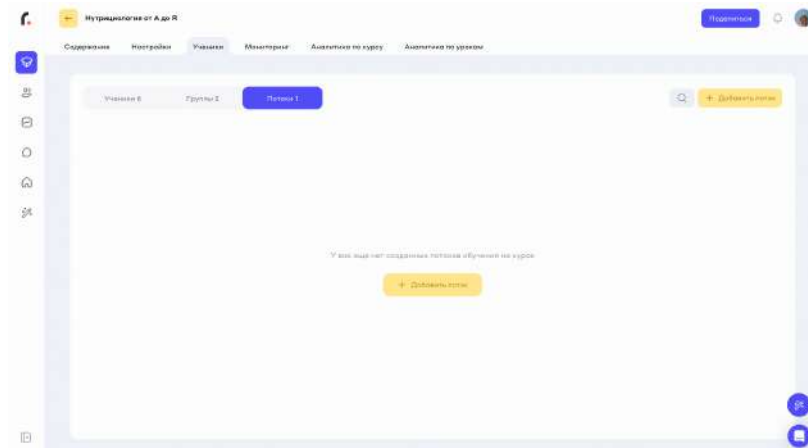 Нутрициология от А до Я
Поделиться
Содержание Настройки Ученики Мониторинг Аналитика по курсу Аналитика по урокам
Ученики 6 Группы 2 Потоки 1
+ Добавить поток
У вас еще нет созданных потоков обучения на курсе
+ Добавить поток